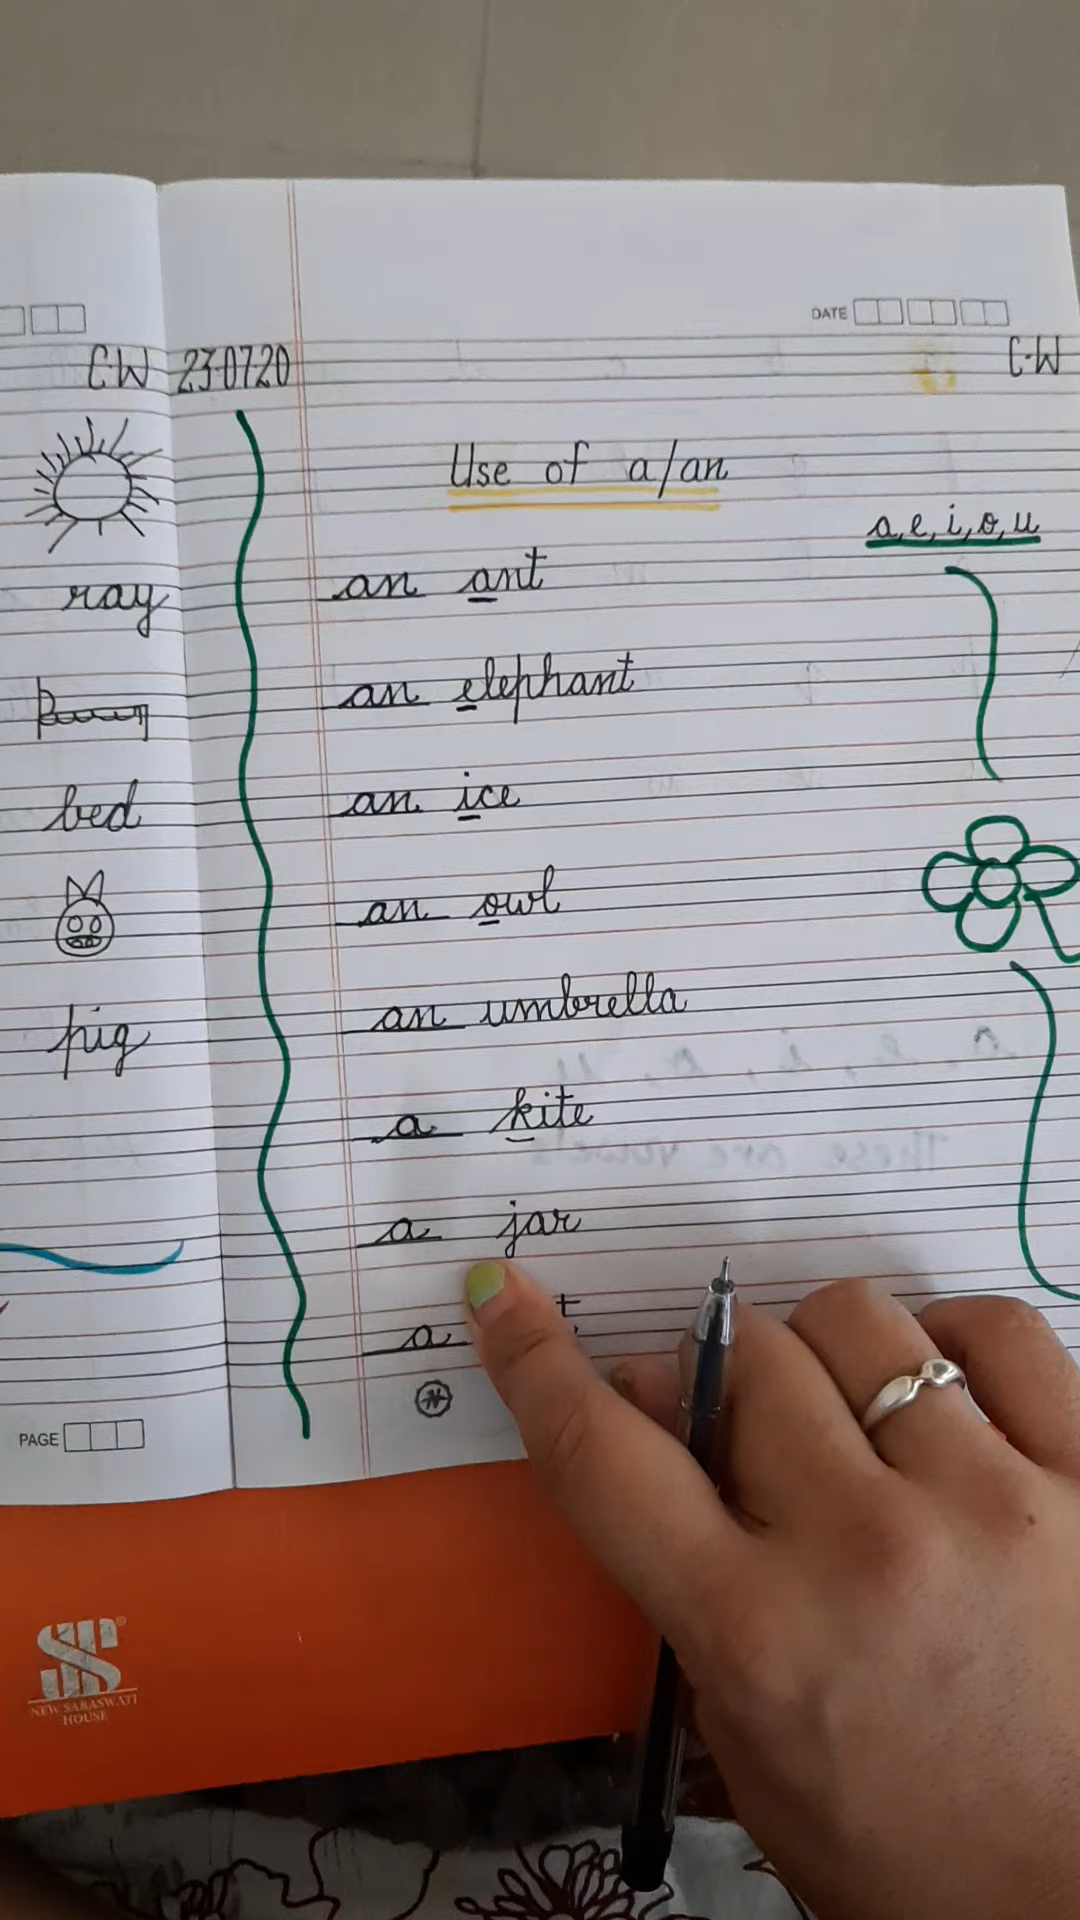 C.W 23.07.20
ray
bed
pig
PAGE
DATE
C.W
Use of a/an
a, e, i, o, u
an ant
an elephant
an ice
an owl
an umbrella
a kite
a jar
a
NEW SARASWATI
HOUSE